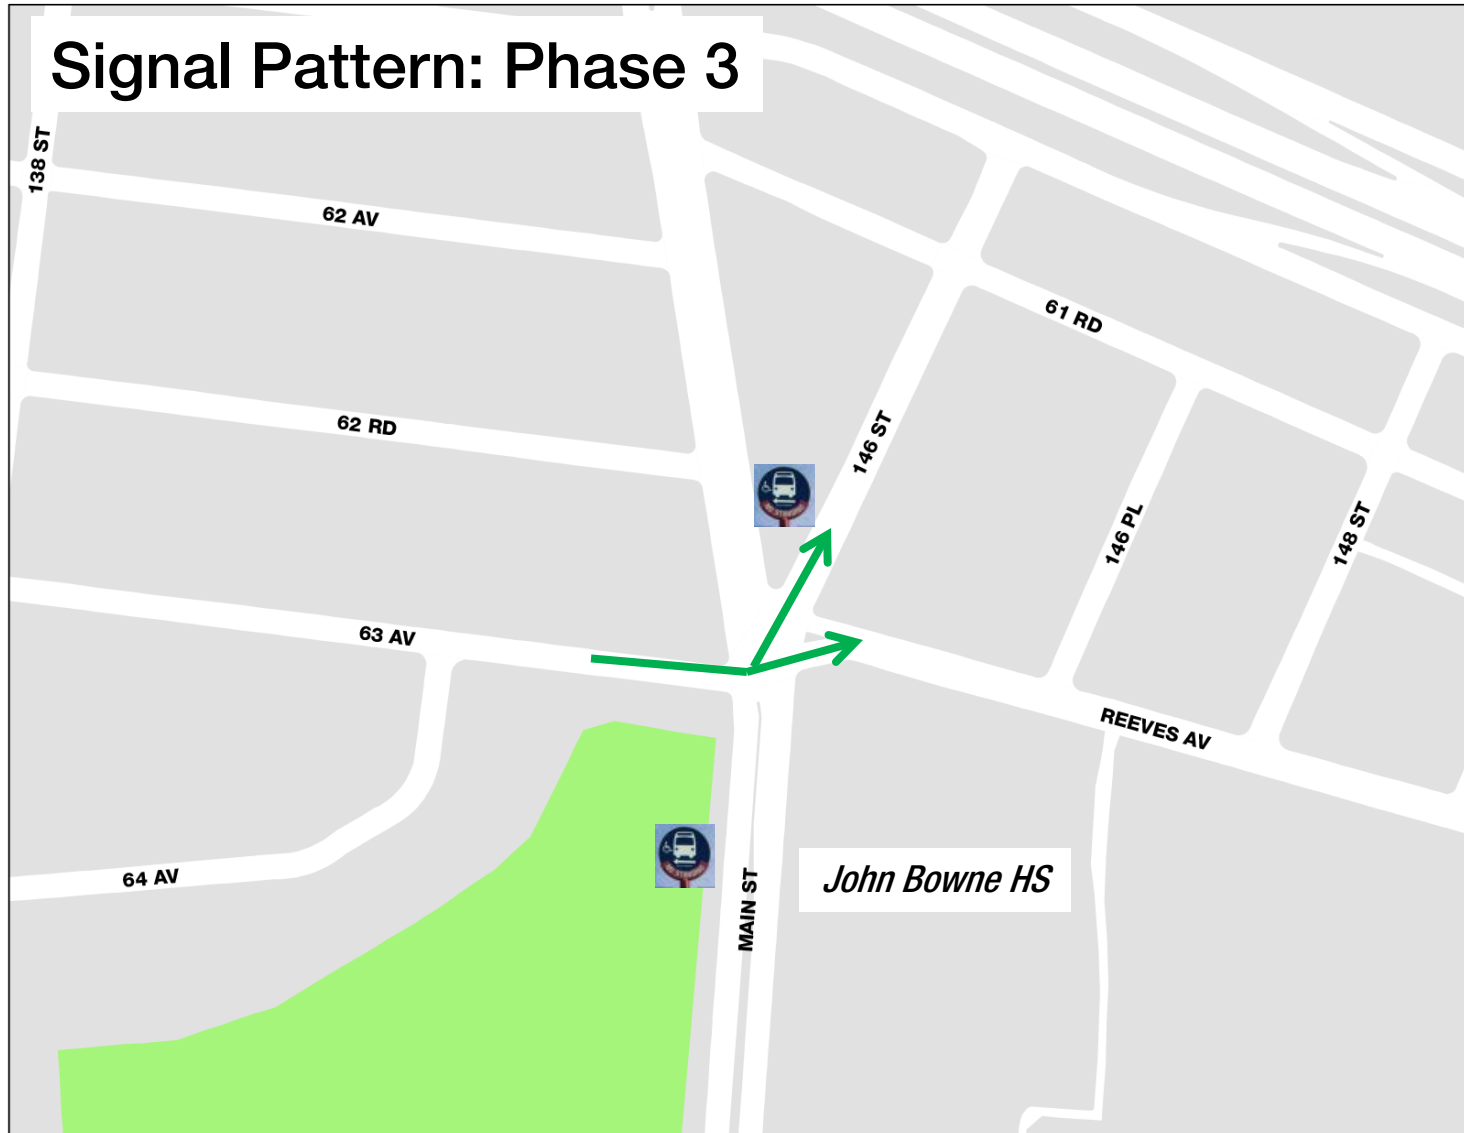 Signal Pattern: Phase 3
138 ST
62 AV
61 RD
62 RD
146 ST
146 PL
148 ST
63 AV
REEVES AV
64 AV
MAIN ST
John Bowne HS